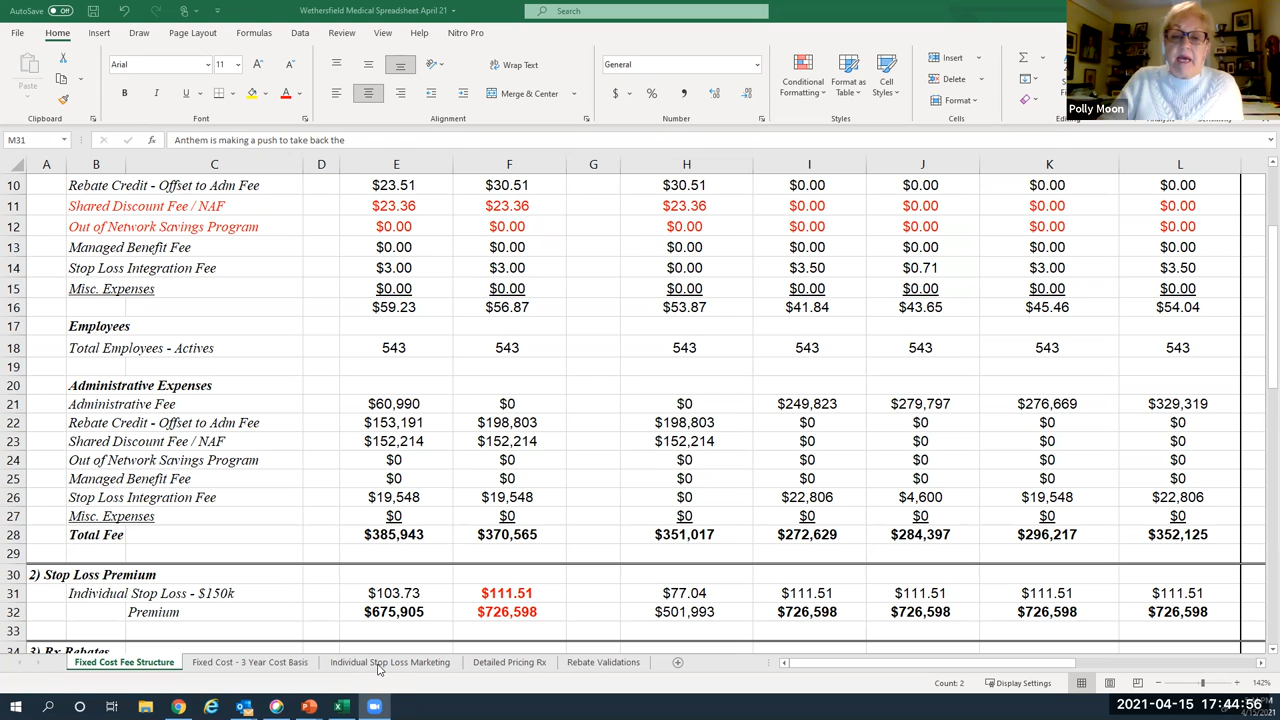 AutoSave Off Wethersfield Medical Spreadsheet April 21 Search
File Home Insert Draw Page Layout Formulas Data Review View Help Nitro Pro
Paste Arial 11 Wrap Text General Conditional Formatting Format as Table Cell Styles Insert
B U A Merge & Center $ % Delete
Format
Clipboard Font Alignment Number Styles Cells
Polly Moon
M31 fx Anthem is making a push to take back the
A B C D E F G H I J K L
10 Rebate Credit - Offset to Adm Fee $23.51 $30.51 $30.51 $0.00 $0.00 $0.00 $0.00
11 Shared Discount Fee / NAF $23.36 $23.36 $23.36 $0.00 $0.00 $0.00 $0.00
12 Out of Network Savings Program $0.00 $0.00 $0.00 $0.00 $0.00 $0.00 $0.00
13 Managed Benefit Fee $0.00 $0.00 $0.00 $0.00 $0.00 $0.00 $0.00
14 Stop Loss Integration Fee $3.00 $3.00 $0.00 $3.50 $0.71 $3.00 $3.50
15 Misc. Expenses $0.00 $0.00 $0.00 $0.00 $0.00 $0.00 $0.00
16 $59.23 $56.87 $53.87 $41.84 $43.65 $45.46 $54.04
17 Employees
18 Total Employees - Actives 543 543 543 543 543 543 543
19
20 Administrative Expenses
21 Administrative Fee $60,990 $0 $0 $249,823 $279,797 $276,669 $329,319
22 Rebate Credit - Offset to Adm Fee $153,191 $198,803 $198,803 $0 $0 $0 $0
23 Shared Discount Fee / NAF $152,214 $152,214 $152,214 $0 $0 $0 $0
24 Out of Network Savings Program $0 $0 $0 $0 $0 $0 $0
25 Managed Benefit Fee $0 $0 $0 $0 $0 $0 $0
26 Stop Loss Integration Fee $19,548 $19,548 $0 $22,806 $4,600 $19,548 $22,806
27 Misc. Expenses $0 $0 $0 $0 $0 $0 $0
28 Total Fee $385,943 $370,565 $351,017 $272,629 $284,397 $296,217 $352,125
29
30 2) Stop Loss Premium
31 Individual Stop Loss - $150k $103.73 $111.51 $77.04 $111.51 $111.51 $111.51 $111.51
32 Premium $675,905 $726,598 $501,993 $726,598 $726,598 $726,598 $726,598
33
34 3) Rx Rebates
Fixed Cost Fee Structure Fixed Cost - 3 Year Cost Basis Individual Stop Loss Marketing Detailed Pricing Rx Rebate Validations
Count: 2 Display Settings 142%
2021-04-15 17:44:56
4/15/2021